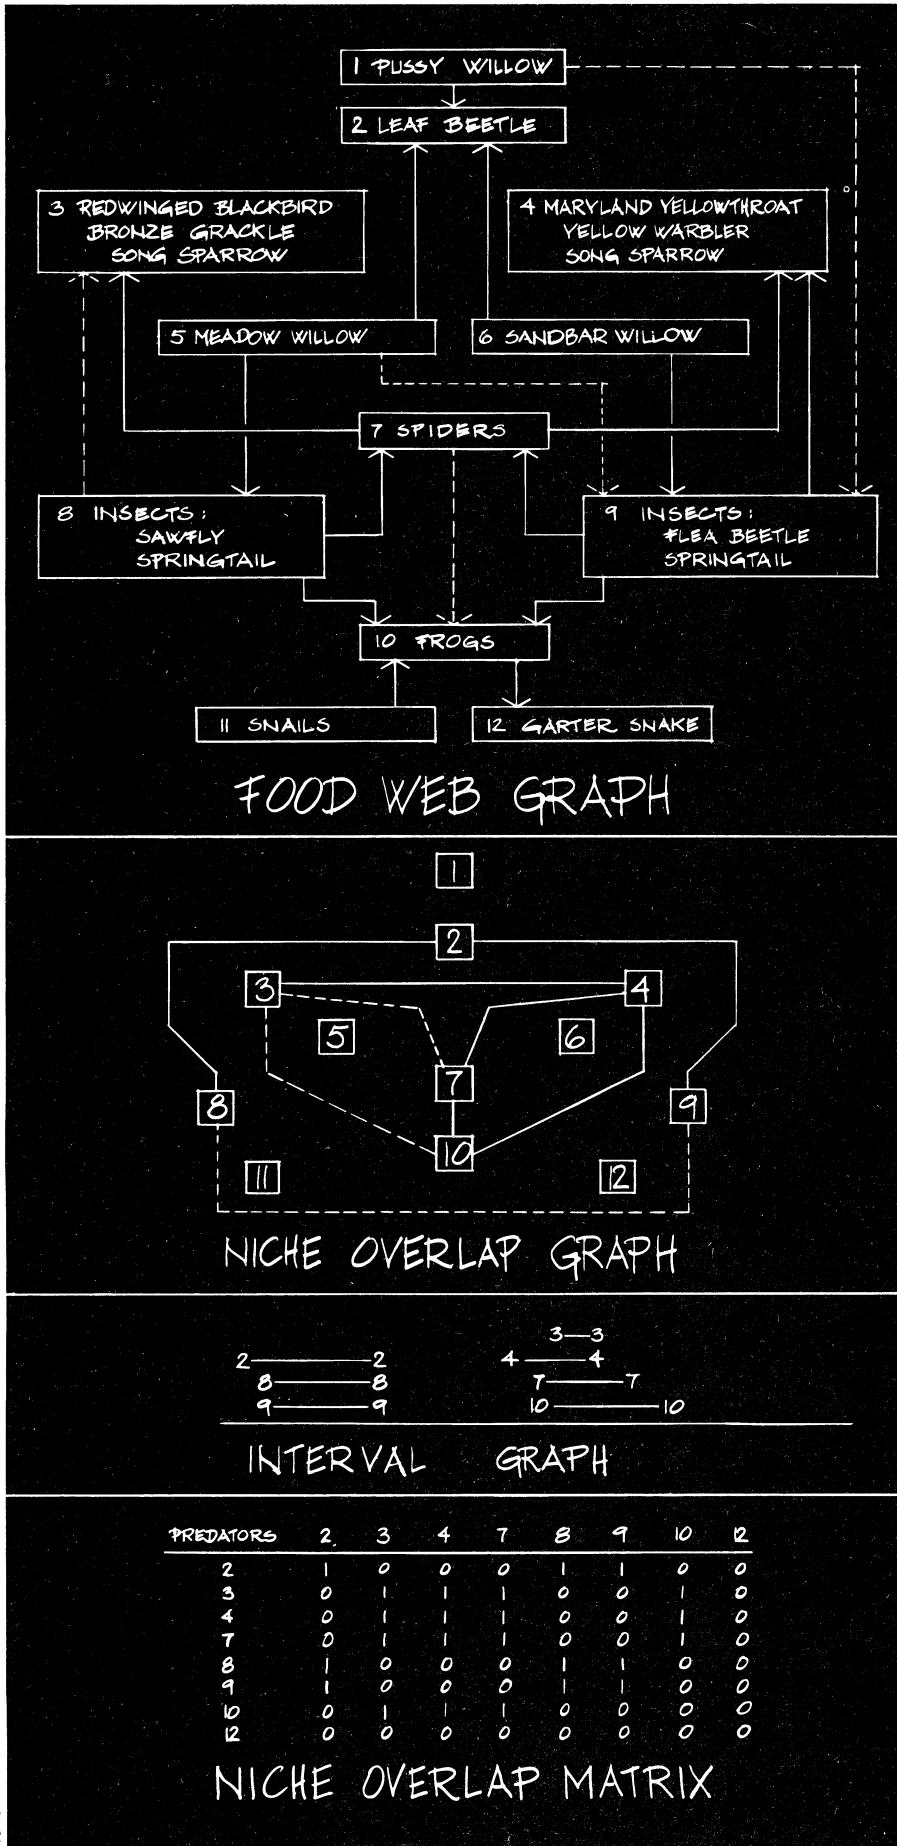 1 PUSSY WILLOW
2 LEAF BEETLE
3 REDWINGED BLACKBIRD
BRONZE GRACKLE
SONG SPARROW
4 MARYLAND YELLOWTHROAT
YELLOW WARBLER
SONG SPARROW
5 MEADOW WILLOW
6 SANDBAR WILLOW
7 SPIDERS
8 INSECTS:
SAWFLY
SPRINGTAIL
9 INSECTS:
FLEA BEETLE
SPRINGTAIL
10 FROGS
11 SNAILS
12 GARTER SNAKE
FOOD WEB GRAPH
1
2
3
4
5
6
7
8
9
10
11
12
NICHE OVERLAP GRAPH
3 3
2 2 4 4
8 8 7 7
9 9 10 10
INTERVAL GRAPH
PREDATORS 2. 3 4 7 8 9 10 12
2 1 0 0 0 1 1 0 0
3 0 1 1 1 0 0 1 0
4 0 1 1 1 0 0 1 0
7 0 1 1 1 0 0 1 0
8 1 0 0 0 1 1 0 0
9 1 0 0 0 1 1 0 0
10 0 1 1 1 0 0 0 0
12 0 0 0 0 0 0 0 0
NICHE OVERLAP MATRIX